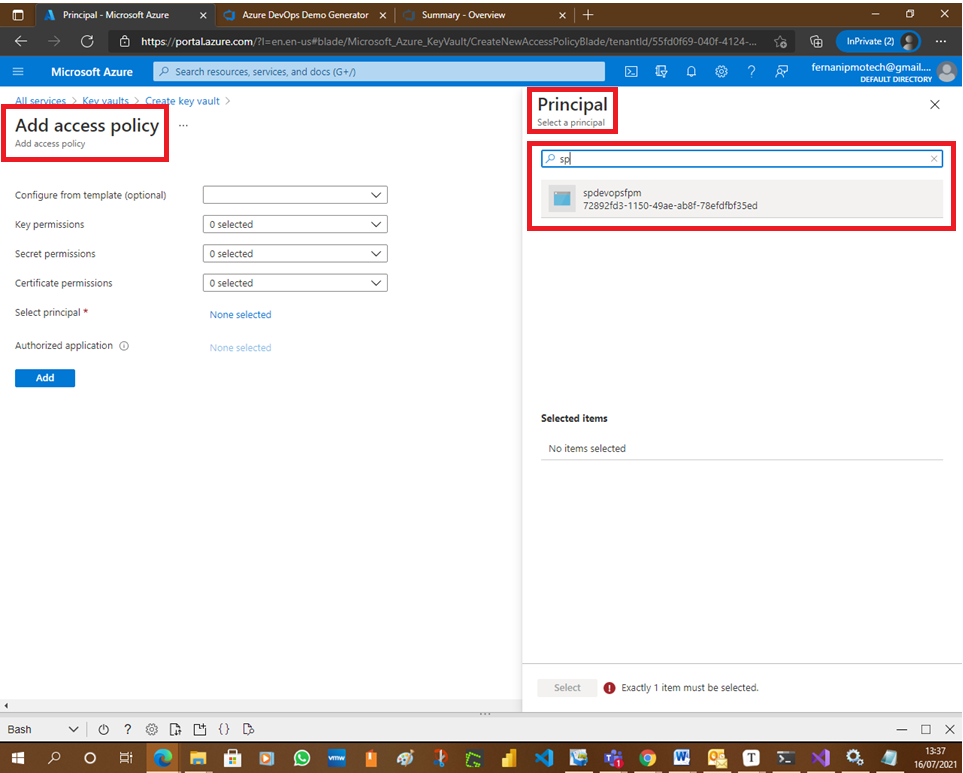 Principal - Microsoft Azure
Azure DevOps Demo Generator
Summary - Overview
https://portal.azure.com/?l=en.en-us#blade/Microsoft_Azure_KeyVault/CreateNewAccessPolicyBlade/tenantId/55fd0f69-040f-4124-...
InPrivate (2)
Microsoft Azure
Search resources, services, and docs (G+/)
fernanipmotech@gmail....
DEFAULT DIRECTORY
All services > Key vaults > Create key vault >
Add access policy ...
Add access policy
Configure from template (optional)
Key permissions 0 selected
Secret permissions 0 selected
Certificate permissions 0 selected
Select principal * None selected
Authorized application None selected
Add
Principal
Select a principal
sp
spdevopsfpm
72892fd3-1150-49ae-ab8f-78efdfbf35ed
Selected items
No items selected
Select
Exactly 1 item must be selected.
Bash
vmw
13:37
16/07/2021